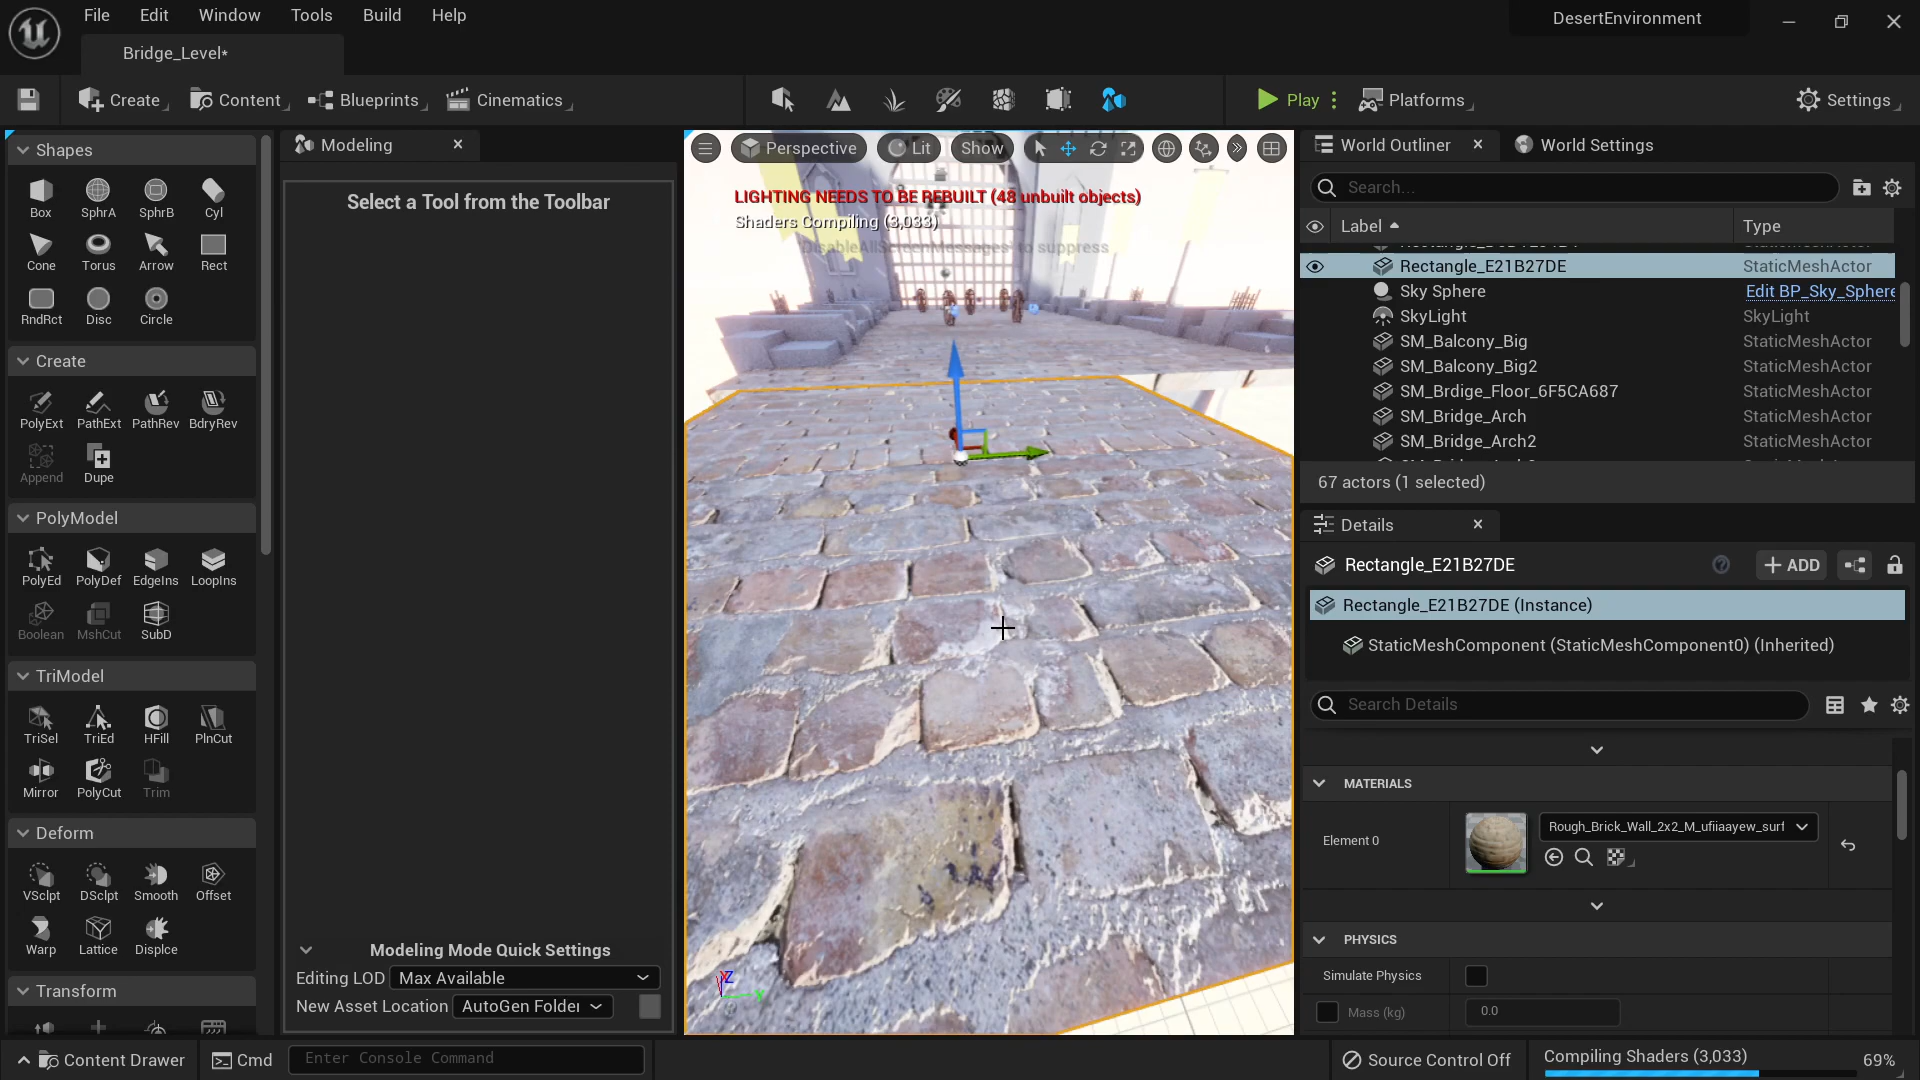 File Edit Window Tools Build Help
DesertEnvironment
Bridge_Level*
Create Content Blueprints Cinematics Play Platforms Settings
Shapes
Box SphrA SphrB Cyl
Cone Torus Arrow Rect
RndRct Disc Circle
Create
PolyExt PathExt PathRev BdryRev
Append Dupe
PolyModel
PolyEd PolyDef EdgeIns LoopIns
Boolean MshCut SubD
TriModel
TriSel TriEd HFill PlnCut
Mirror PolyCut Trim
Deform
VSclpt DSclpt Smooth Offset
Warp Lattice Displce
Transform
Modeling
Select a Tool from the Toolbar
Modeling Mode Quick Settings
Editing LOD Max Available
New Asset Location AutoGen Folder
Perspective Lit Show
LIGHTING NEEDS TO BE REBUILT (48 unbuilt objects)
Shaders Compiling (3,033)
'DisableAllScreenMessages' to suppress
Z
Y
World Outliner World Settings
Search...
Label Type
StaticMeshActor
Rectangle_E21B27DE StaticMeshActor
Sky Sphere Edit BP_Sky_Sphere
SkyLight SkyLight
SM_Balcony_Big StaticMeshActor
SM_Balcony_Big2 StaticMeshActor
SM_Brdige_Floor_6F5CA687 StaticMeshActor
SM_Bridge_Arch StaticMeshActor
SM_Bridge_Arch2 StaticMeshActor
67 actors (1 selected)
Details
Rectangle_E21B27DE ADD
Rectangle_E21B27DE (Instance)
StaticMeshComponent (StaticMeshComponent0) (Inherited)
Search Details
MATERIALS
Element 0 Rough_Brick_Wall_2x2_M_ufiiaayew_surf
PHYSICS
Simulate Physics
Mass (kg) 0.0
Content Drawer Cmd Enter Console Command Source Control Off Compiling Shaders (3,033) 69%